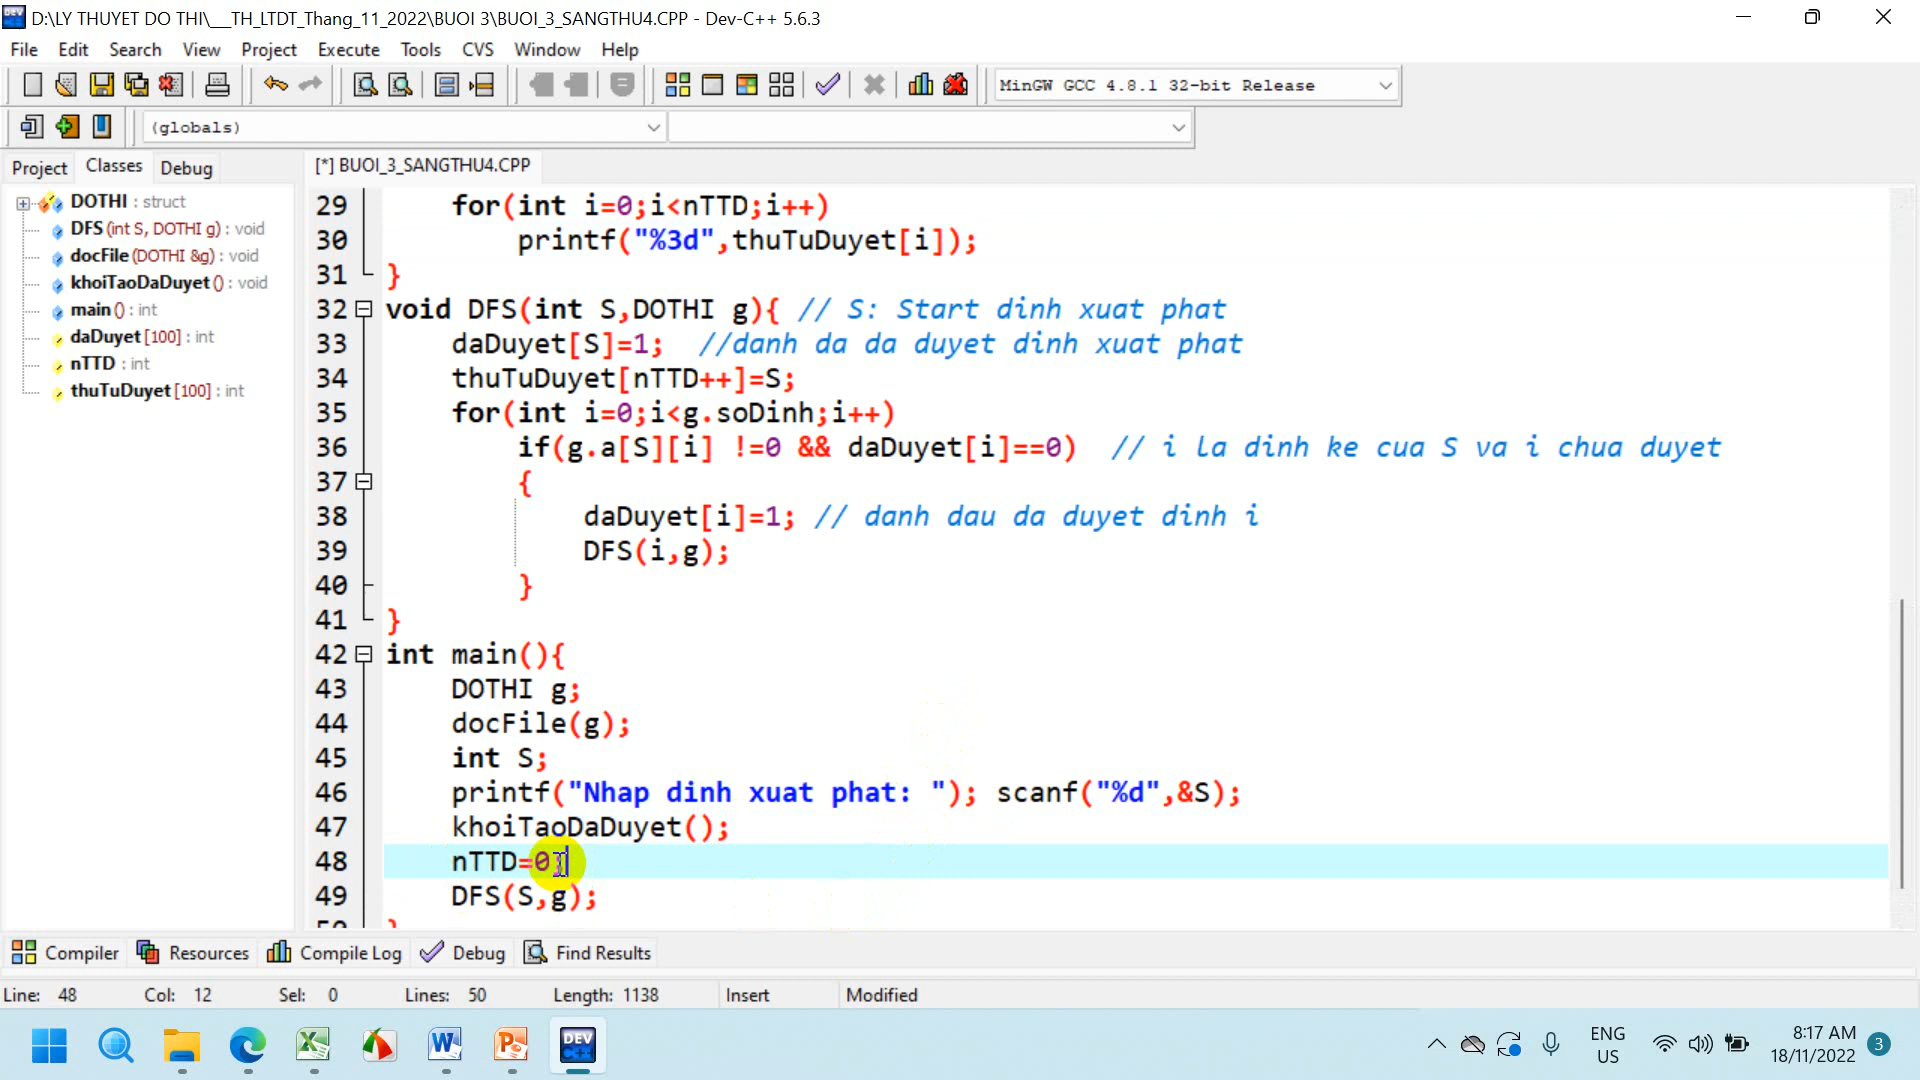 D:\LY THUYET DO THI\__TH_LTDT_Thang_11_2022\BUOI 3\BUOI_3_SANGTHU4.CPP - Dev-C++ 5.6.3
File Edit Search View Project Execute Tools CVS Window Help
MinGW GCC 4.8.1 32-bit Release
(globals)
Project Classes Debug
[*] BUOI_3_SANGTHU4.CPP
DOTHI : struct
DFS (int S, DOTHI g) : void
docFile (DOTHI &g) : void
khoiTaoDaDuyet () : void
main () : int
daDuyet [100] : int
nTTD : int
thuTuDuyet [100] : int
29 for(int i=0;i<nTTD;i++)
30 printf("%3d",thuTuDuyet[i]);
31 }
32 void DFS(int S,DOTHI g){ // S: Start dinh xuat phat
33 daDuyet[S]=1; //danh da da duyet dinh xuat phat
34 thuTuDuyet[nTTD++]=S;
35 for(int i=0;i<g.soDinh;i++)
36 if(g.a[S][i] !=0 && daDuyet[i]==0) // i la dinh ke cua S va i chua duyet
37 {
38 daDuyet[i]=1; // danh dau da duyet dinh i
39 DFS(i,g);
40 }
41 }
42 int main(){
43 DOTHI g;
44 docFile(g);
45 int S;
46 printf("Nhap dinh xuat phat: "); scanf("%d",&S);
47 khoiTaoDaDuyet();
48 nTTD=0;
49 DFS(S,g);
50 }
Compiler Resources Compile Log Debug Find Results
Line: 48 Col: 12 Sel: 0 Lines: 50 Length: 1138 Insert Modified
ENG
US
8:17 AM
18/11/2022
3